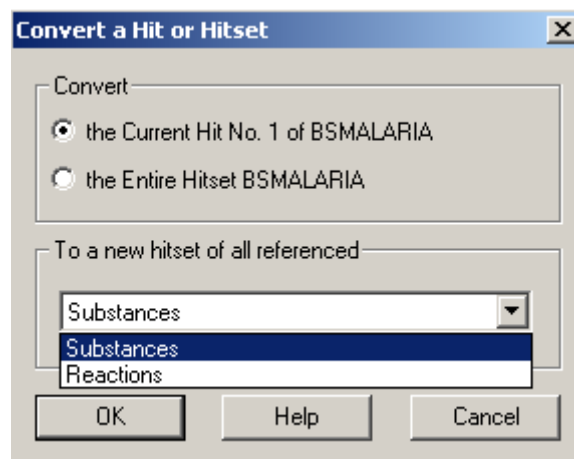 Convert a Hit or Hitset
Convert
the Current Hit No. 1 of BSMALARIA
the Entire Hitset BSMALARIA
To a new hitset of all referenced
Substances
Substances
Reactions
OK Help Cancel